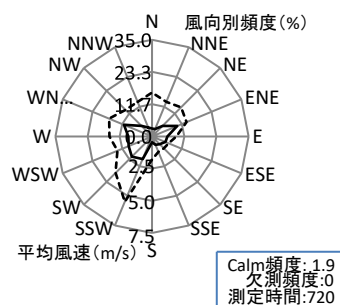 N
風向別頻度(%)
35.0
NNW
NNE
NW
23.3
NE
WN...
11.7
ENE
W
0.0
E
WSW
2.5
ESE
SW
5.0
SE
SSW
SSE
平均風速(m/s)
7.5
S
Calm頻度: 1.9
欠測頻度:0
測定時間:720